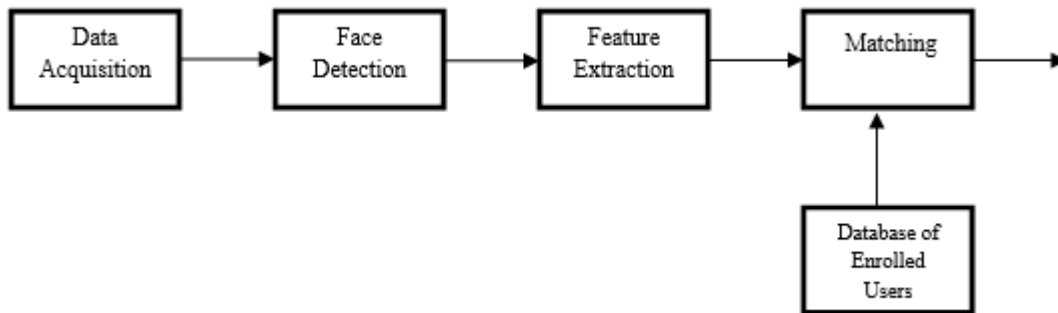 Data
Acquisition
Face
Detection
Feature
Extraction
Matching
Database of
Enrolled
Users